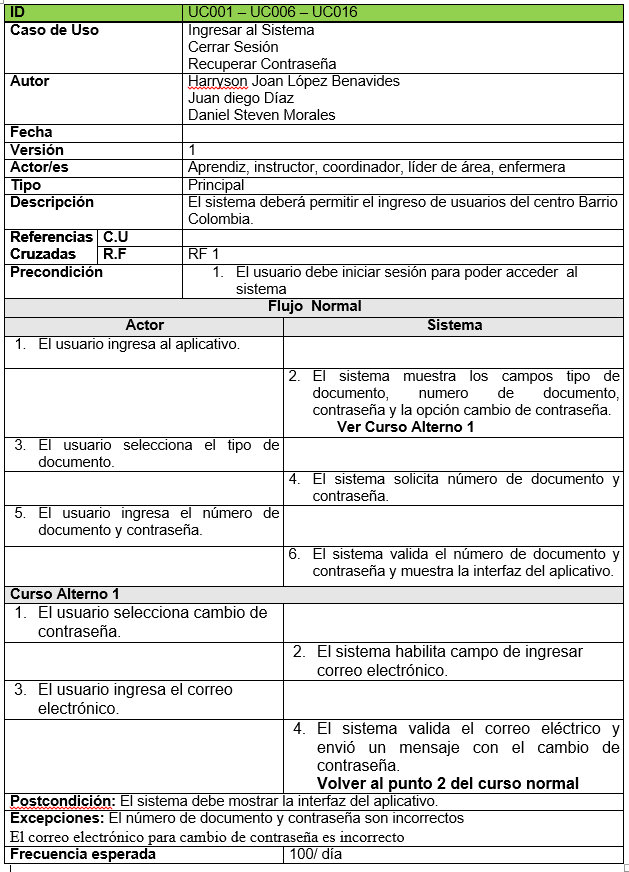 ID UC001 – UC006 – UC016
Caso de Uso Ingresar al Sistema
Cerrar Sesión
Recuperar Contraseña
Autor Harryson Joan López Benavides
Juan diego Díaz
Daniel Steven Morales
Fecha
Versión 1
Actor/es Aprendiz, instructor, coordinador, líder de área, enfermera
Tipo Principal
Descripción El sistema deberá permitir el ingreso de usuarios del centro Barrio
Colombia.
Referencias C.U
Cruzadas R.F RF 1
Precondición 1. El usuario debe iniciar sesión para poder acceder al
sistema
Flujo Normal
Actor Sistema
1. El usuario ingresa al aplicativo.
2. El sistema muestra los campos tipo de
documento, numero de documento,
contraseña y la opción cambio de contraseña.
Ver Curso Alterno 1
3. El usuario selecciona el tipo de
documento.
4. El sistema solicita número de documento y
contraseña.
5. El usuario ingresa el número de
documento y contraseña.
6. El sistema valida el número de documento y
contraseña y muestra la interfaz del aplicativo.
Curso Alterno 1
1. El usuario selecciona cambio de
contraseña.
2. El sistema habilita campo de ingresar
correo electrónico.
3. El usuario ingresa el correo
electrónico.
4. El sistema valida el correo eléctrico y
envió un mensaje con el cambio de
contraseña.
Volver al punto 2 del curso normal
Postcondición: El sistema debe mostrar la interfaz del aplicativo.
Excepciones: El número de documento y contraseña son incorrectos
El correo electrónico para cambio de contraseña es incorrecto
Frecuencia esperada 100/ día